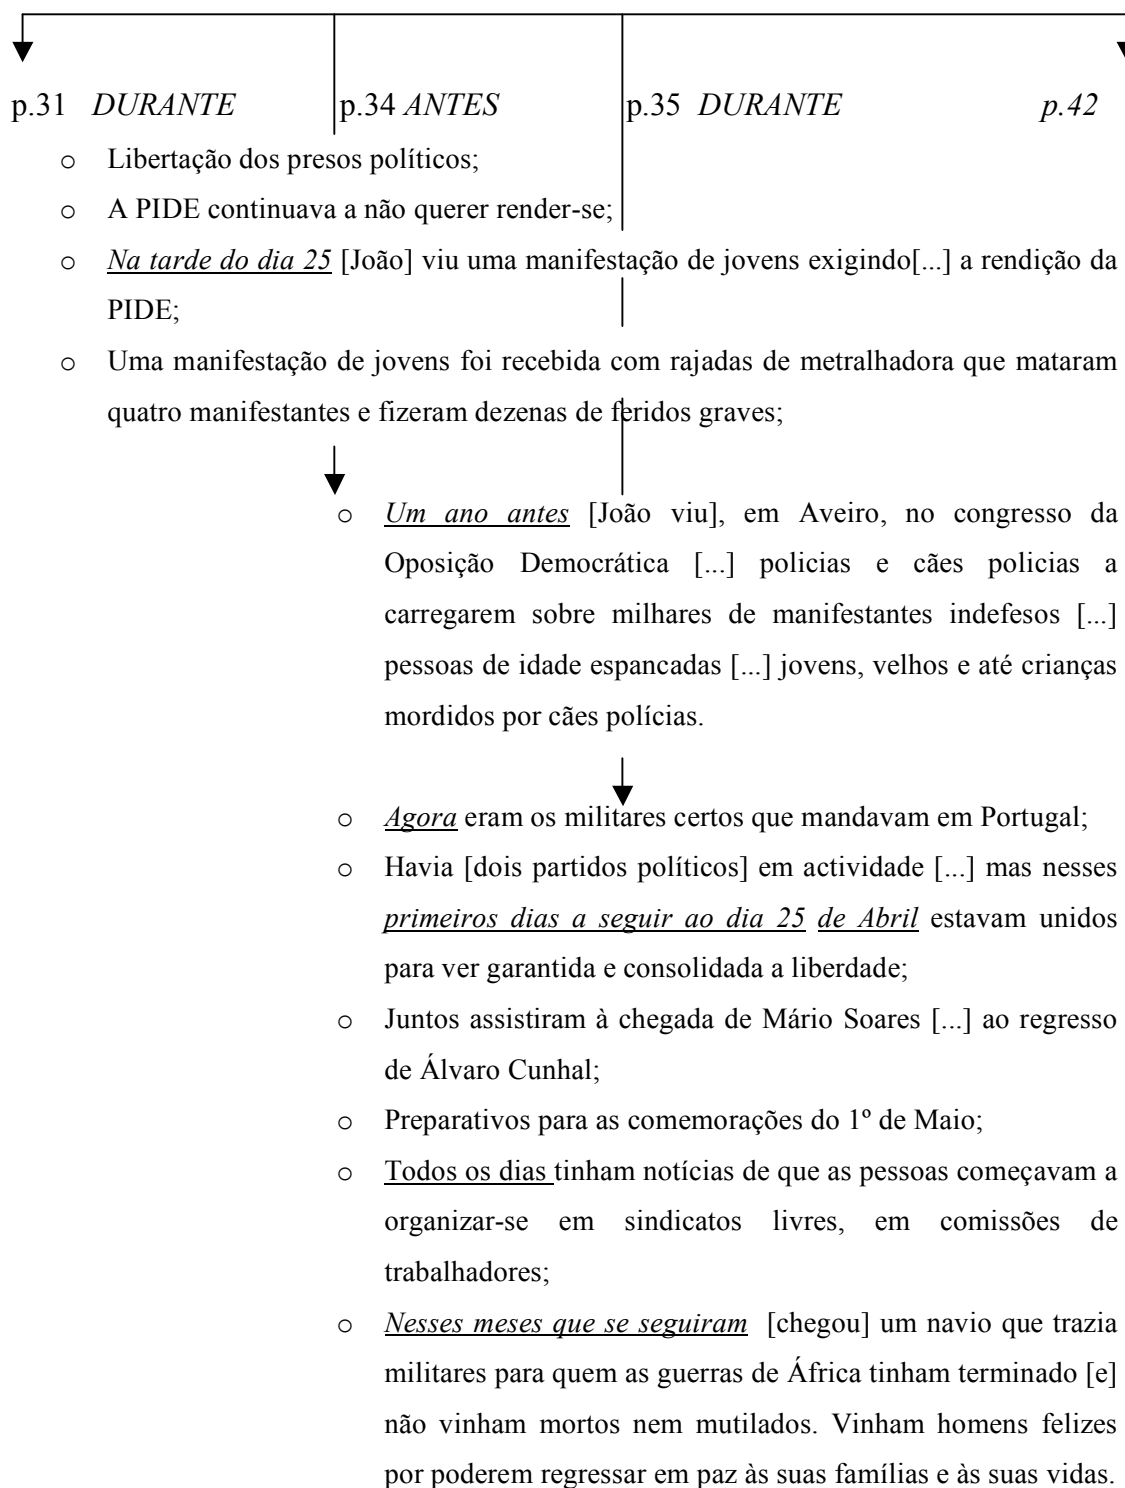 p.31 DURANTE p.34 ANTES p.35 DURANTE p.42
o Libertação dos presos políticos;
o A PIDE continuava a não querer render-se;
o Na tarde do dia 25 [João] viu uma manifestação de jovens exigindo[...] a rendição da
PIDE;
o Uma manifestação de jovens foi recebida com rajadas de metralhadora que mataram
quatro manifestantes e fizeram dezenas de feridos graves;
o Um ano antes [João viu], em Aveiro, no congresso da
Oposição Democrática [...] policias e cães policias a
carregarem sobre milhares de manifestantes indefesos [...]
pessoas de idade espancadas [...] jovens, velhos e até crianças
mordidos por cães polícias.
o Agora eram os militares certos que mandavam em Portugal;
o Havia [dois partidos políticos] em actividade [...] mas nesses
primeiros dias a seguir ao dia 25 de Abril estavam unidos
para ver garantida e consolidada a liberdade;
o Juntos assistiram à chegada de Mário Soares [...] ao regresso
de Álvaro Cunhal;
o Preparativos para as comemorações do 1º de Maio;
o Todos os dias tinham notícias de que as pessoas começavam a
organizar-se em sindicatos livres, em comissões de
trabalhadores;
o Nesses meses que se seguiram [chegou] um navio que trazia
militares para quem as guerras de África tinham terminado [e]
não vinham mortos nem mutilados. Vinham homens felizes
por poderem regressar em paz às suas famílias e às suas vidas.